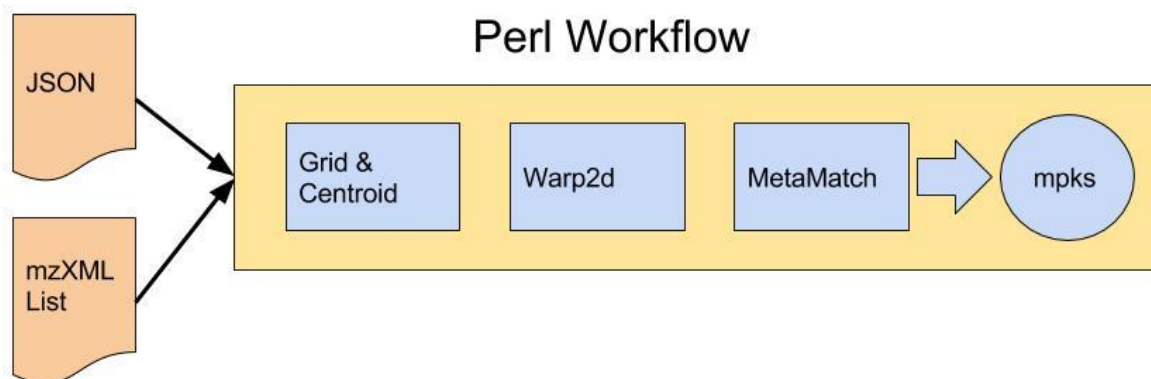 Perl Workflow
JSON
mzXML
List
Grid &
Centroid
Warp2d
MetaMatch
mpks